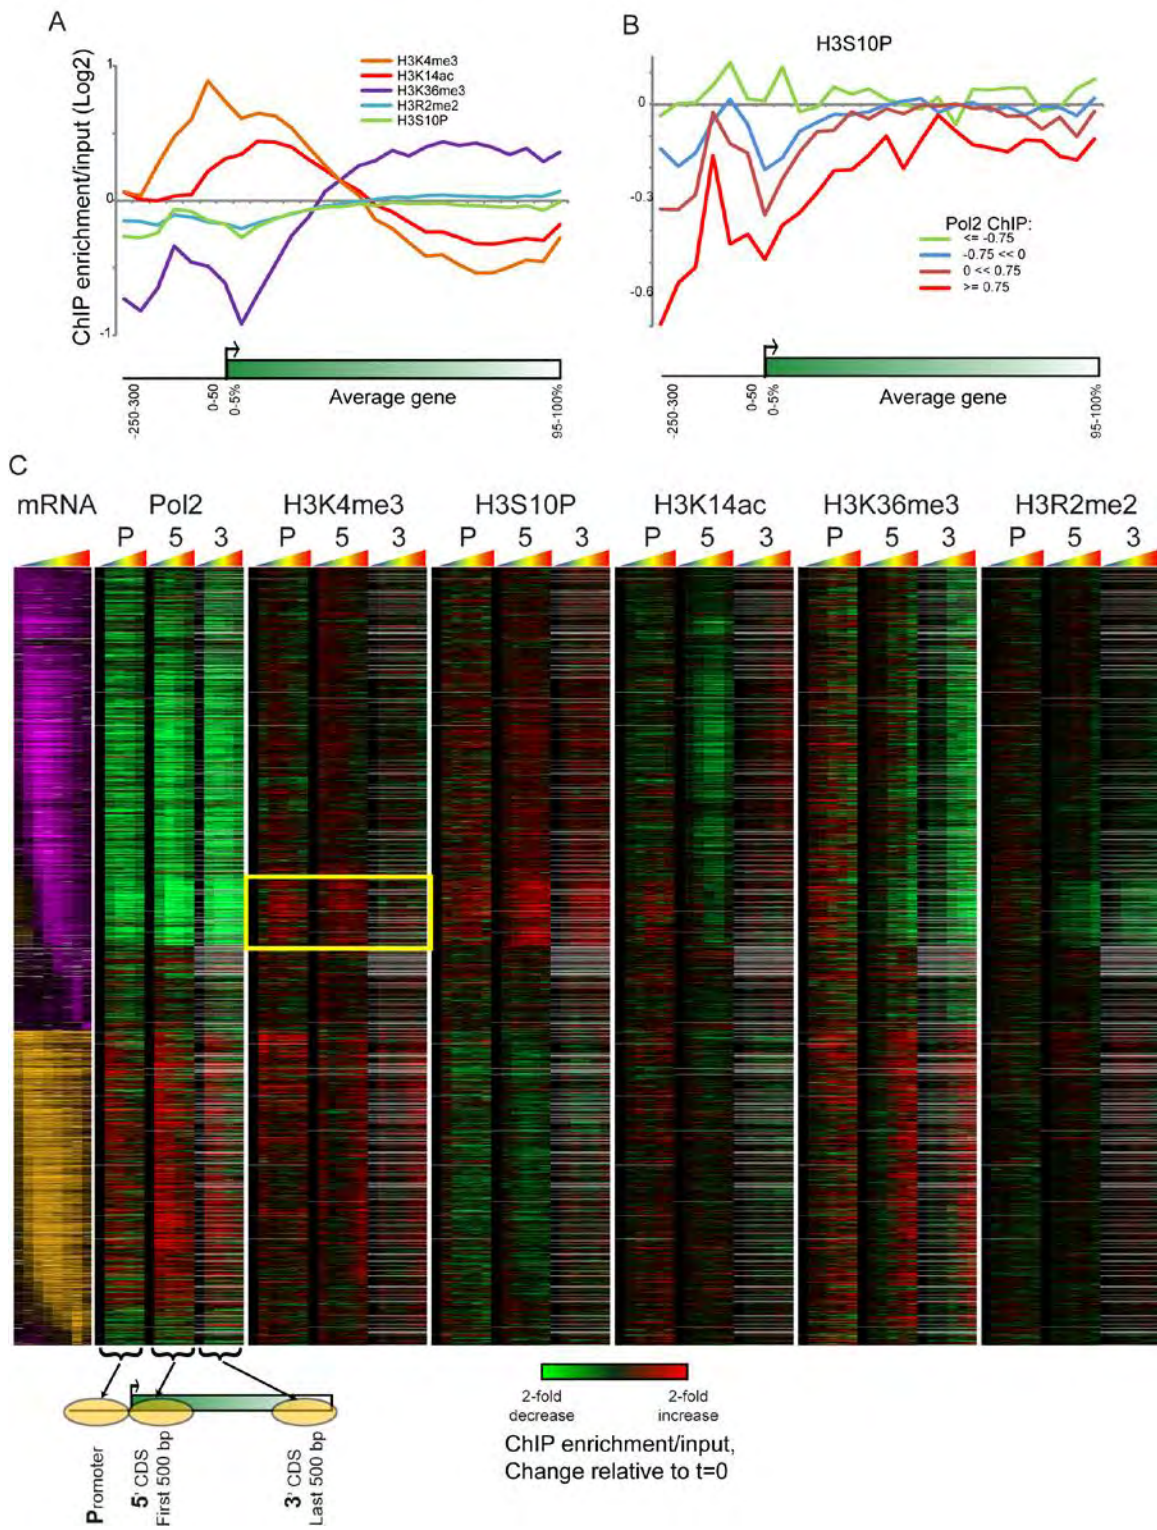 A
1
ChIP enrichment/input (Log2)
0
-1
H3K4me3
H3K14ac
H3K36me3
H3R2me2
H3S10P
-250-300
0-50
0-5%
Average gene
95-100%
B
H3S10P
0
-0.3
-0.6
Pol2 ChIP:
<= -0.75
-0.75 << 0
0 << 0.75
>= 0.75
-250-300
0-50
0-5%
Average gene
95-100%
C
mRNA Pol2 H3K4me3 H3S10P H3K14ac H3K36me3 H3R2me2
P 5 3 P 5 3 P 5 3 P 5 3 P 5 3 P 5 3
Promoter
5' CDS
First 500 bp
3' CDS
Last 500 bp
2-fold decrease
2-fold increase
ChIP enrichment/input,
Change relative to t=0